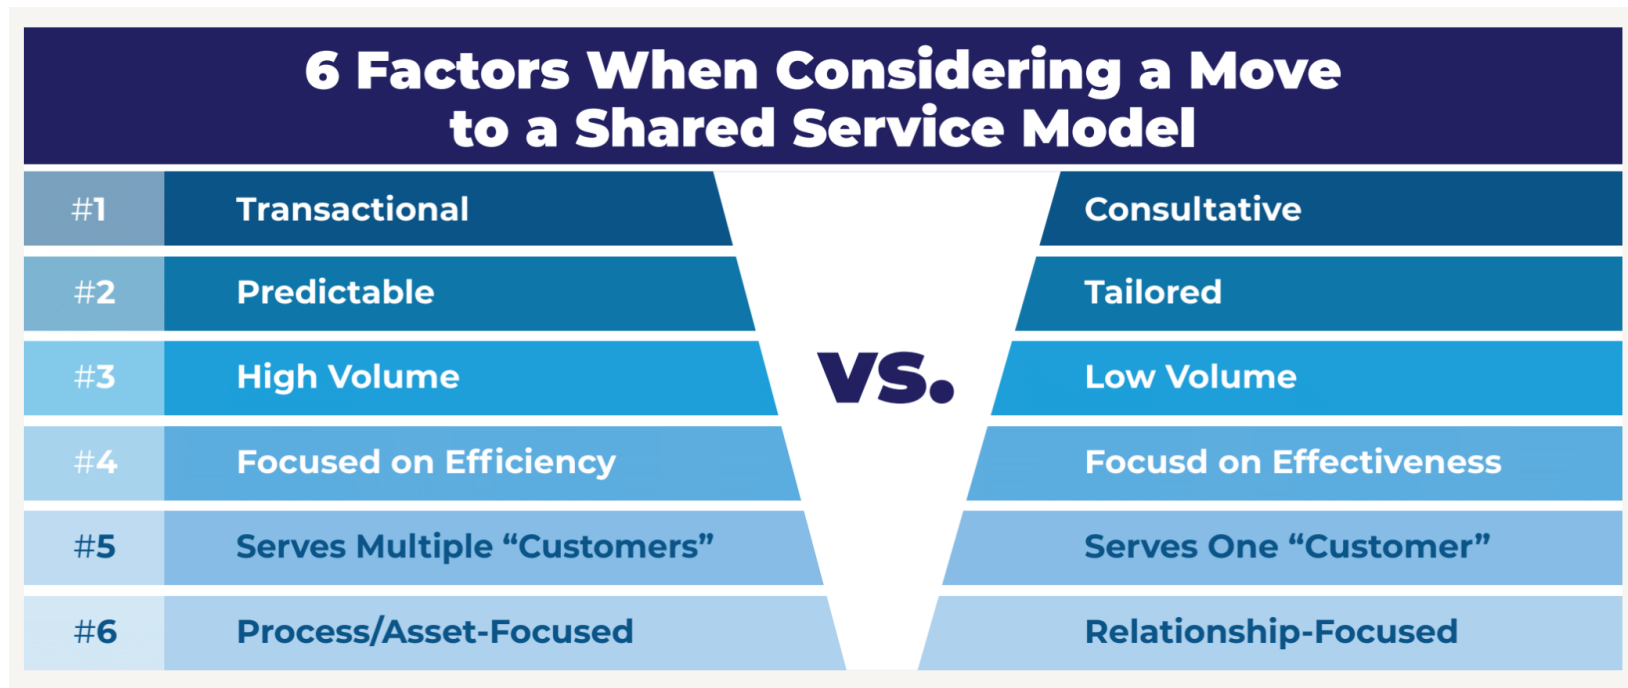 6 Factors When Considering a Move
to a Shared Service Model
#1 Transactional Consultative
#2 Predictable Tailored
vs.
#3 High Volume Low Volume
#4 Focused on Efficiency Focusd on Effectiveness
#5 Serves Multiple “Customers” Serves One “Customer”
#6 Process/Asset-Focused Relationship-Focused